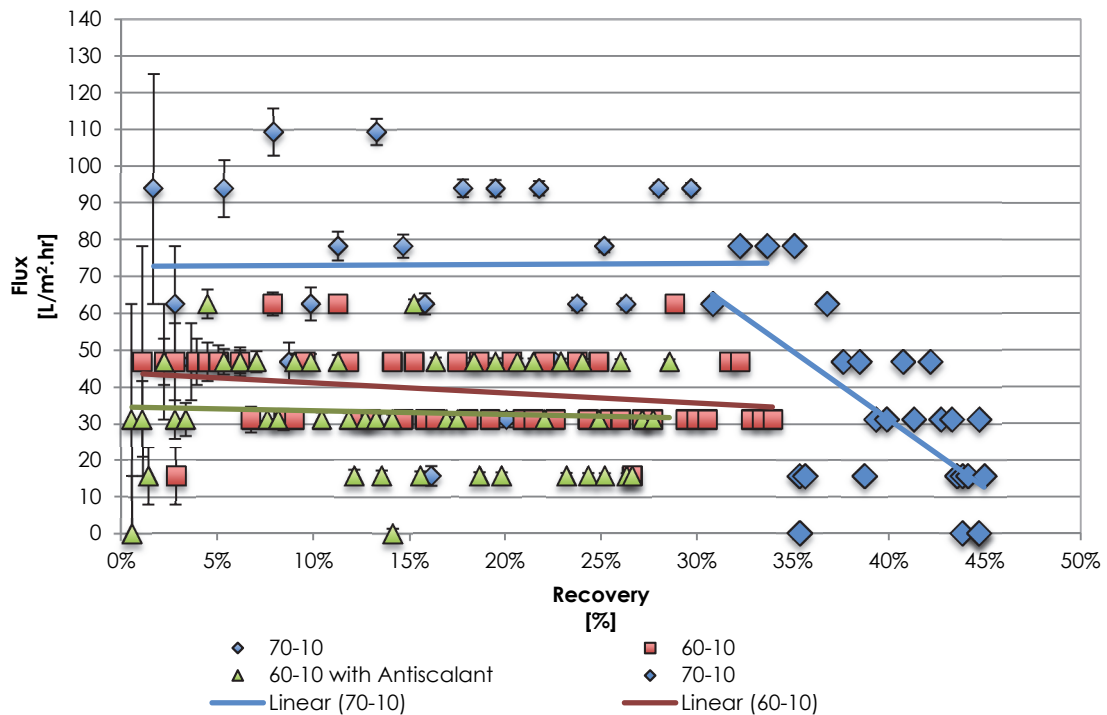 140
130
120
110
100
90
80
70
60
50
40
30
20
10
0
Flux
[L/m².hr]
0% 5% 10% 15% 20% 25% 30% 35% 40% 45% 50%
Recovery
[%]
70-10 60-10
60-10 with Antiscalant 70-10
Linear (70-10) Linear (60-10)